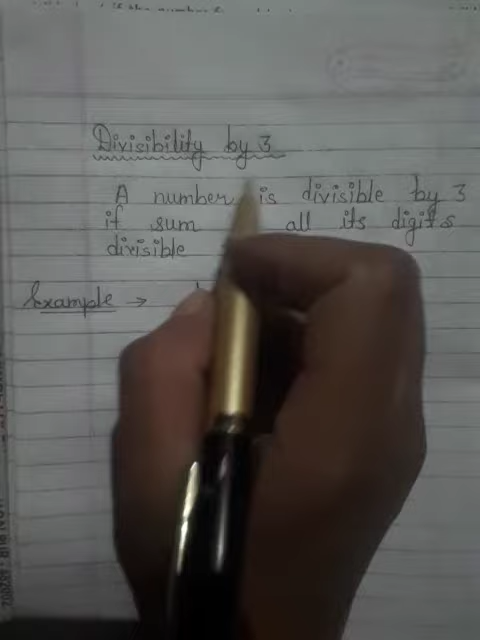 Divisibility by 3
A number is divisible by 3
if sum all its digits
divisible
Example →